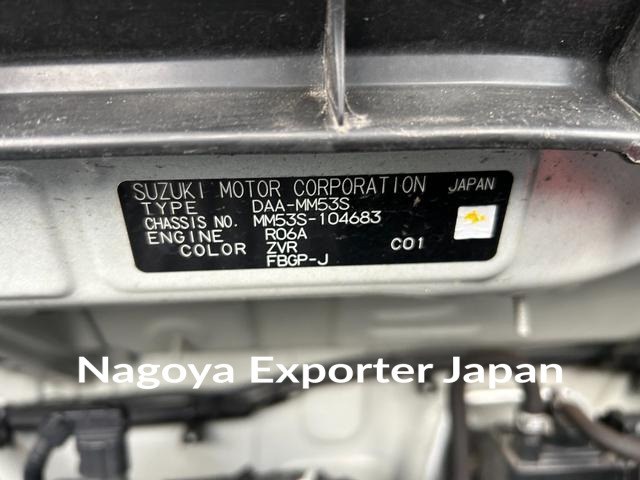 SUZUKI MOTOR CORPORATION JAPAN
TYPE DAA-MM53S
CHASSIS NO. MM53S-104683
ENGINE R06A
COLOR ZVR C01
FBGP-J
Nagoya Exporter Japan